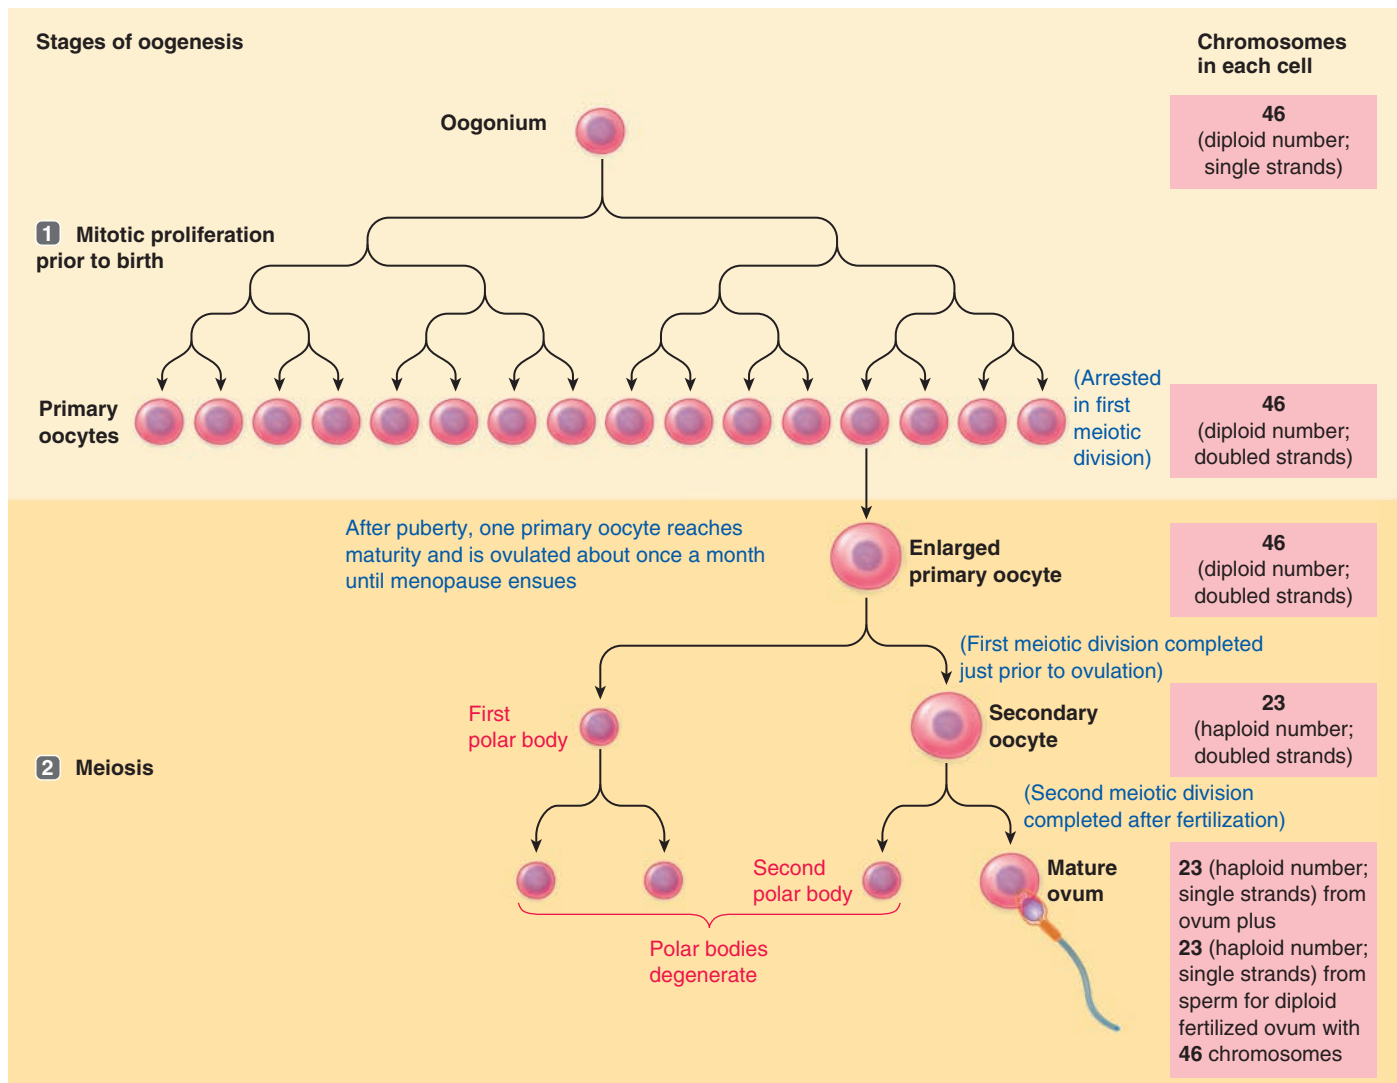 Stages of oogenesis
Chromosomes
in each cell
Oogonium
46
(diploid number;
single strands)
1 Mitotic proliferation
prior to birth
Primary
oocytes
(Arrested
in first
meiotic
division)
46
(diploid number;
doubled strands)
After puberty, one primary oocyte reaches
maturity and is ovulated about once a month
until menopause ensues
Enlarged
primary oocyte
46
(diploid number;
doubled strands)
(First meiotic division completed
just prior to ovulation)
First
polar body
Secondary
oocyte
23
(haploid number;
doubled strands)
2 Meiosis
(Second meiotic division
completed after fertilization)
Second
polar body
Mature
ovum
23 (haploid number;
single strands) from
ovum plus
23 (haploid number;
single strands) from
sperm for diploid
fertilized ovum with
46 chromosomes
Polar bodies
degenerate